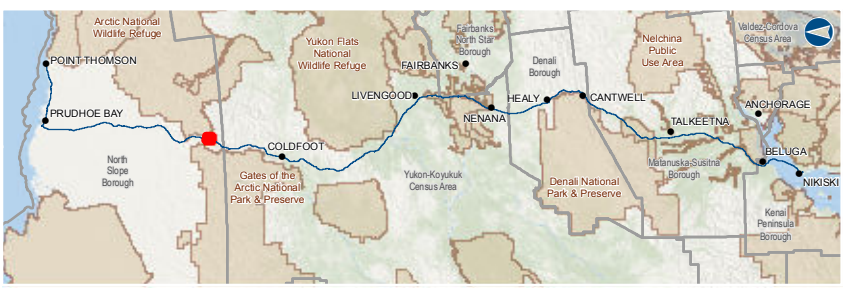 Arctic National
Wildlife Refuge
POINT THOMSON
PRUDHOE BAY
North
Slope
Borough
COLDFOOT
Gates of the
Arctic National
Park & Preserve
Yukon Flats
National
Wildlife Refuge
LIVENGOOD
FAIRBANKS
Fairbanks
North Star
Borough
NENANA
Yukon-Koyukuk
Census Area
Denali
Borough
HEALY
CANTWELL
Denali National
Park & Preserve
Nelchina
Public
Use Area
TALKEETNA
Matanuska-Susitna
Borough
Valdez-Cordova
Census Area
ANCHORAGE
BELUGA
NIKISKI
Kenai
Peninsula
Borough